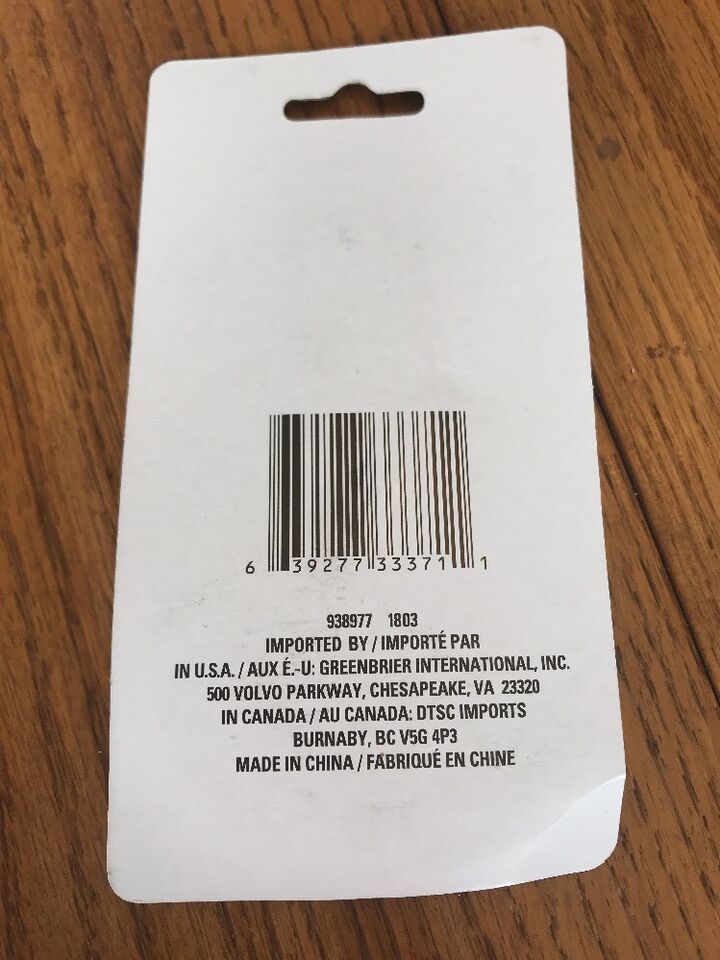 6 39277 33371 1
938977 1803
IMPORTED BY / IMPORTÉ PAR
IN U.S.A. / AUX É.-U: GREENBRIER INTERNATIONAL, INC.
500 VOLVO PARKWAY, CHESAPEAKE, VA 23320
IN CANADA / AU CANADA: DTSC IMPORTS
BURNABY, BC V5G 4P3
MADE IN CHINA / FABRIQUÉ EN CHINE